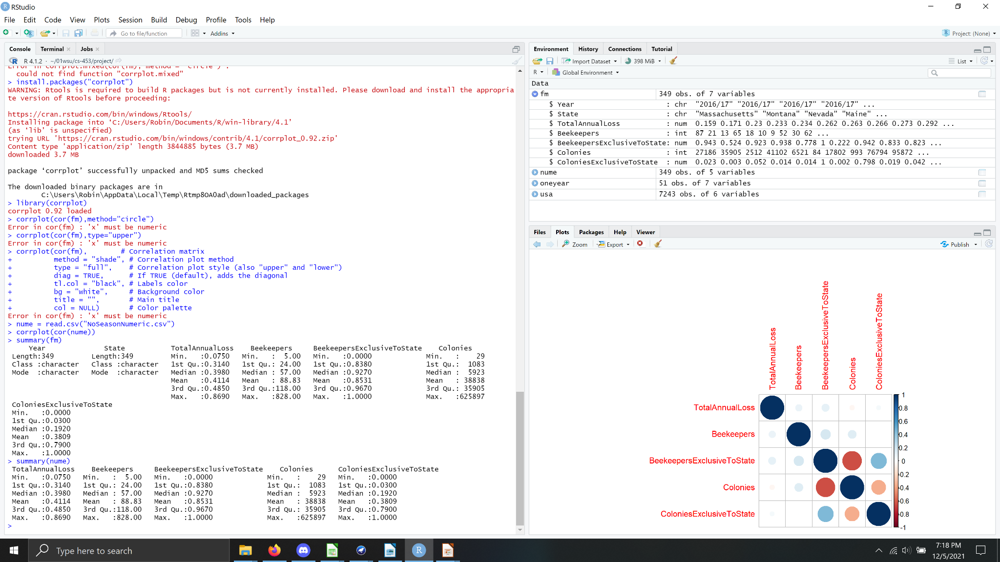 RStudio
File Edit Code View Plots Session Build Debug Profile Tools Help
Go to file/function Addins Project: (None)
Console Terminal Jobs
R 4.1.2 · ~/01wsu/cs-453/project/
Error in corrplot.mixed(cor(fm), method = "circle") :
  could not find function "corrplot.mixed"
> install.packages("corrplot")
WARNING: Rtools is required to build R packages but is not currently installed. Please download and install the appropria
te version of Rtools before proceeding:
https://cran.rstudio.com/bin/windows/Rtools/
Installing package into ‘C:/Users/Robin/Documents/R/win-library/4.1’
(as ‘lib’ is unspecified)
trying URL 'https://cran.rstudio.com/bin/windows/contrib/4.1/corrplot_0.92.zip'
Content type 'application/zip' length 3844885 bytes (3.7 MB)
downloaded 3.7 MB
package ‘corrplot’ successfully unpacked and MD5 sums checked
The downloaded binary packages are in
        C:\Users\Robin\AppData\Local\Temp\Rtmp8OAOad\downloaded_packages
> library(corrplot)
corrplot 0.92 loaded
> corrplot(cor(fm),method="circle")
Error in cor(fm) : 'x' must be numeric
> corrplot(cor(fm),type="upper")
Error in cor(fm) : 'x' must be numeric
> corrplot(cor(fm),        # Correlation matrix
+          method = "shade", # Correlation plot method
+          type = "full",    # Correlation plot style (also "upper" and "lower")
+          diag = TRUE,      # If TRUE (default), adds the diagonal
+          tl.col = "black", # Labels color
+          bg = "white",     # Background color
+          title = "",       # Main title
+          col = NULL)       # Color palette
Error in cor(fm) : 'x' must be numeric
> nume = read.csv("NoSeasonNumeric.csv")
> corrplot(cor(nume))
> summary(fm)
Year State TotalAnnualLoss Beekeepers BeekeepersExclusiveToState Colonies
Length:349 Length:349 Min. :0.0750 Min. : 5.00 Min. :0.0000 Min. : 29
Class :character Class :character 1st Qu.:0.3140 1st Qu.: 24.00 1st Qu.:0.8380 1st Qu.: 1083
Mode :character Mode :character Median :0.3980 Median : 57.00 Median :0.9270 Median : 5923
Mean :0.4114 Mean : 88.83 Mean :0.8531 Mean : 38838
3rd Qu.:0.4850 3rd Qu.:118.00 3rd Qu.:0.9670 3rd Qu.: 35905
Max. :0.8690 Max. :828.00 Max. :1.0000 Max. :625897
ColoniesExclusiveToState
Min. :0.0000
1st Qu.:0.0300
Median :0.1920
Mean :0.3809
3rd Qu.:0.7900
Max. :1.0000
> summary(nume)
TotalAnnualLoss Beekeepers BeekeepersExclusiveToState Colonies ColoniesExclusiveToState
Min. :0.0750 Min. : 5.00 Min. :0.0000 Min. : 29 Min. :0.0000
1st Qu.:0.3140 1st Qu.: 24.00 1st Qu.:0.8380 1st Qu.: 1083 1st Qu.:0.0300
Median :0.3980 Median : 57.00 Median :0.9270 Median : 5923 Median :0.1920
Mean :0.4114 Mean : 88.83 Mean :0.8531 Mean : 38838 Mean :0.3809
3rd Qu.:0.4850 3rd Qu.:118.00 3rd Qu.:0.9670 3rd Qu.: 35905 3rd Qu.:0.7900
Max. :0.8690 Max. :828.00 Max. :1.0000 Max. :625897 Max. :1.0000
>
Environment History Connections Tutorial
Import Dataset 398 MiB List
R Global Environment
Data
fm 349 obs. of 7 variables
$ Year : chr "2016/17" "2016/17" "2016/17" "2016/17" ...
$ State : chr "Massachusetts" "Montana" "Nevada" "Maine" ...
$ TotalAnnualLoss : num 0.159 0.171 0.23 0.233 0.234 0.262 0.263 0.266 0.273 0.292 ...
$ Beekeepers : int 87 21 13 65 18 10 9 52 30 62 ...
$ BeekeepersExclusiveToState: num 0.943 0.524 0.923 0.938 0.778 1 0.222 0.942 0.833 0.823 ...
$ Colonies : int 27186 35905 2512 41102 6521 84 17802 993 76794 95872 ...
$ ColoniesExclusiveToState : num 0.023 0.003 0.052 0.014 0.014 1 0.002 0.798 0.019 0.042 ...
nume 349 obs. of 5 variables
oneyear 51 obs. of 7 variables
usa 7243 obs. of 6 variables
Files Plots Packages Help Viewer
Zoom Export Publish
TotalAnnualLoss
Beekeepers
BeekeepersExclusiveToState
Colonies
ColoniesExclusiveToState
TotalAnnualLoss
Beekeepers
BeekeepersExclusiveToState
Colonies
ColoniesExclusiveToState
1
0.8
0.6
0.4
0.2
0
-0.2
-0.4
-0.6
-0.8
-1
Type here to search
7:18 PM
12/5/2021